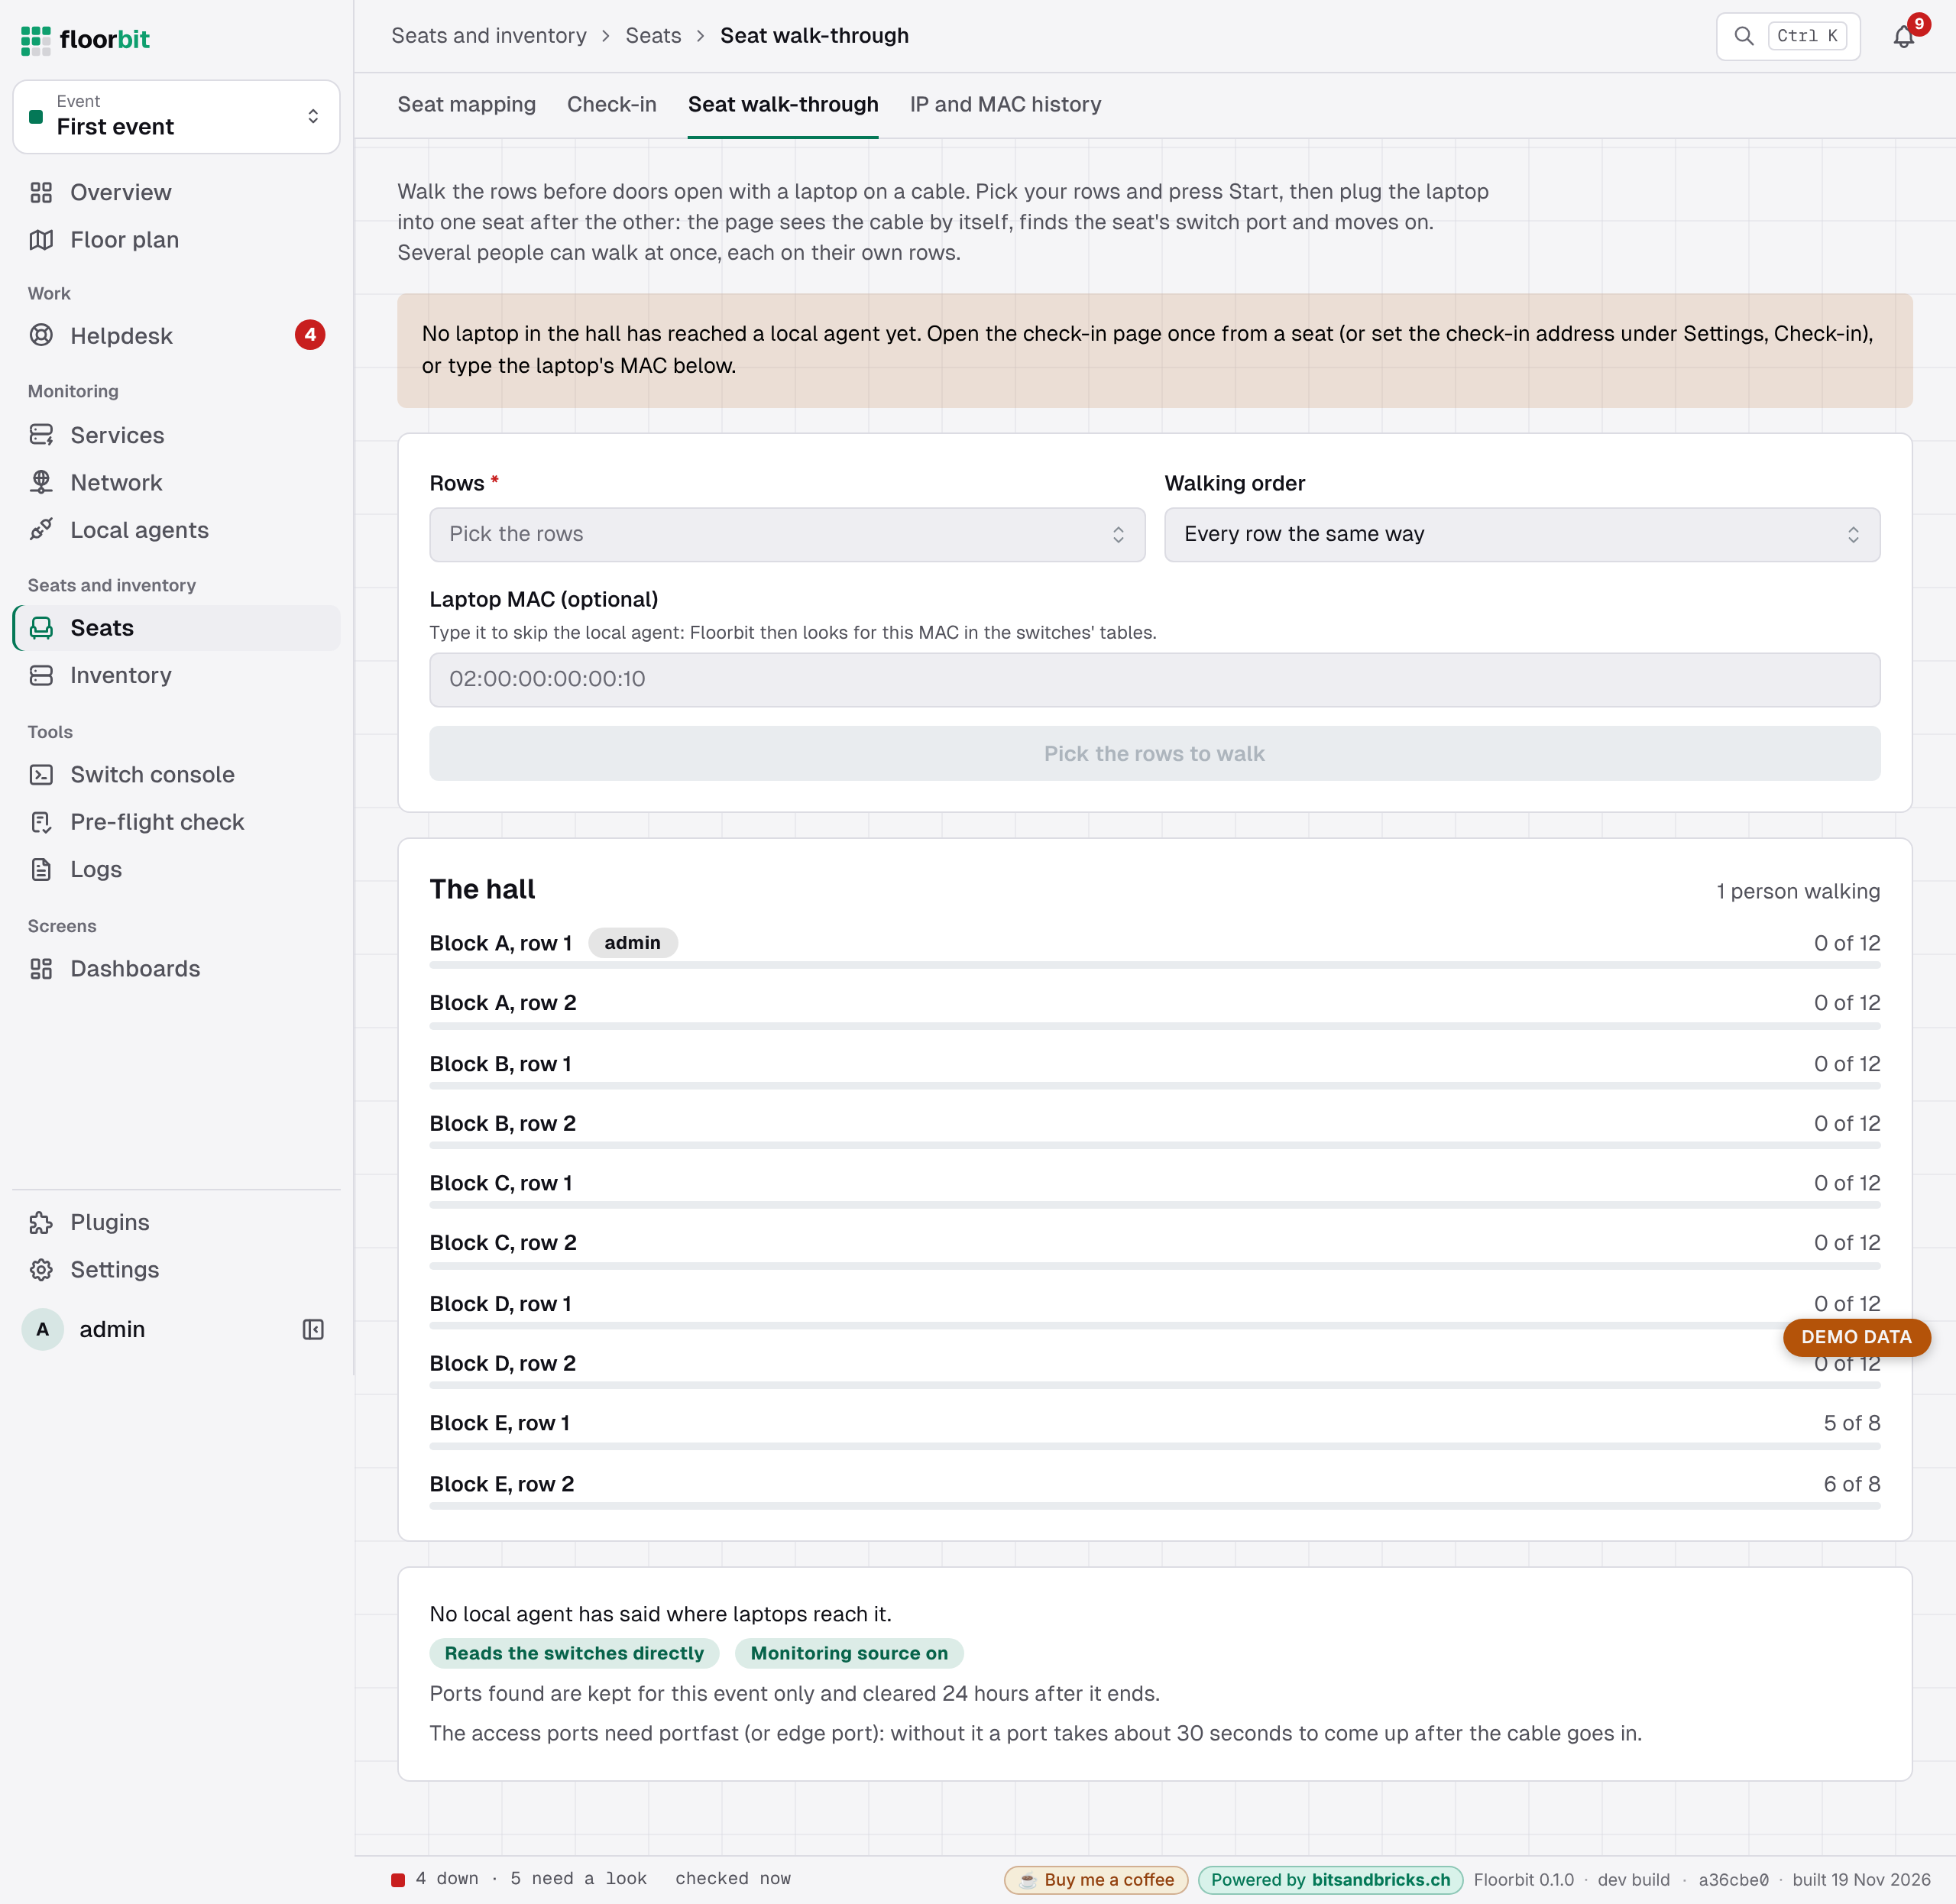 floorbit
Event
First event
Overview
Floor plan
Work
Helpdesk
4
Monitoring
Services
Network
Local agents
Seats and inventory
Seats
Inventory
Tools
Switch console
Pre-flight check
Logs
Screens
Dashboards
Plugins
Settings
A
admin
Seats and inventory > Seats > Seat walk-through
Ctrl K
9
Seat mapping
Check-in
Seat walk-through
IP and MAC history
Walk the rows before doors open with a laptop on a cable. Pick your rows and press Start, then plug the laptop
into one seat after the other: the page sees the cable by itself, finds the seat's switch port and moves on.
Several people can walk at once, each on their own rows.
No laptop in the hall has reached a local agent yet. Open the check-in page once from a seat (or set the check-in address under Settings, Check-in),
or type the laptop's MAC below.
Rows *
Pick the rows
Walking order
Every row the same way
Laptop MAC (optional)
Type it to skip the local agent: Floorbit then looks for this MAC in the switches' tables.
02:00:00:00:00:10
Pick the rows to walk
The hall
1 person walking
Block A, row 1 admin 0 of 12
Block A, row 2 0 of 12
Block B, row 1 0 of 12
Block B, row 2 0 of 12
Block C, row 1 0 of 12
Block C, row 2 0 of 12
Block D, row 1 0 of 12
DEMO DATA
Block D, row 2 0 of 12
Block E, row 1 5 of 8
Block E, row 2 6 of 8
No local agent has said where laptops reach it.
Reads the switches directly
Monitoring source on
Ports found are kept for this event only and cleared 24 hours after it ends.
The access ports need portfast (or edge port): without it a port takes about 30 seconds to come up after the cable goes in.
4 down · 5 need a look checked now
Buy me a coffee
Powered by bitsandbricks.ch
Floorbit 0.1.0 · dev build · a36cbe0 · built 19 Nov 2026